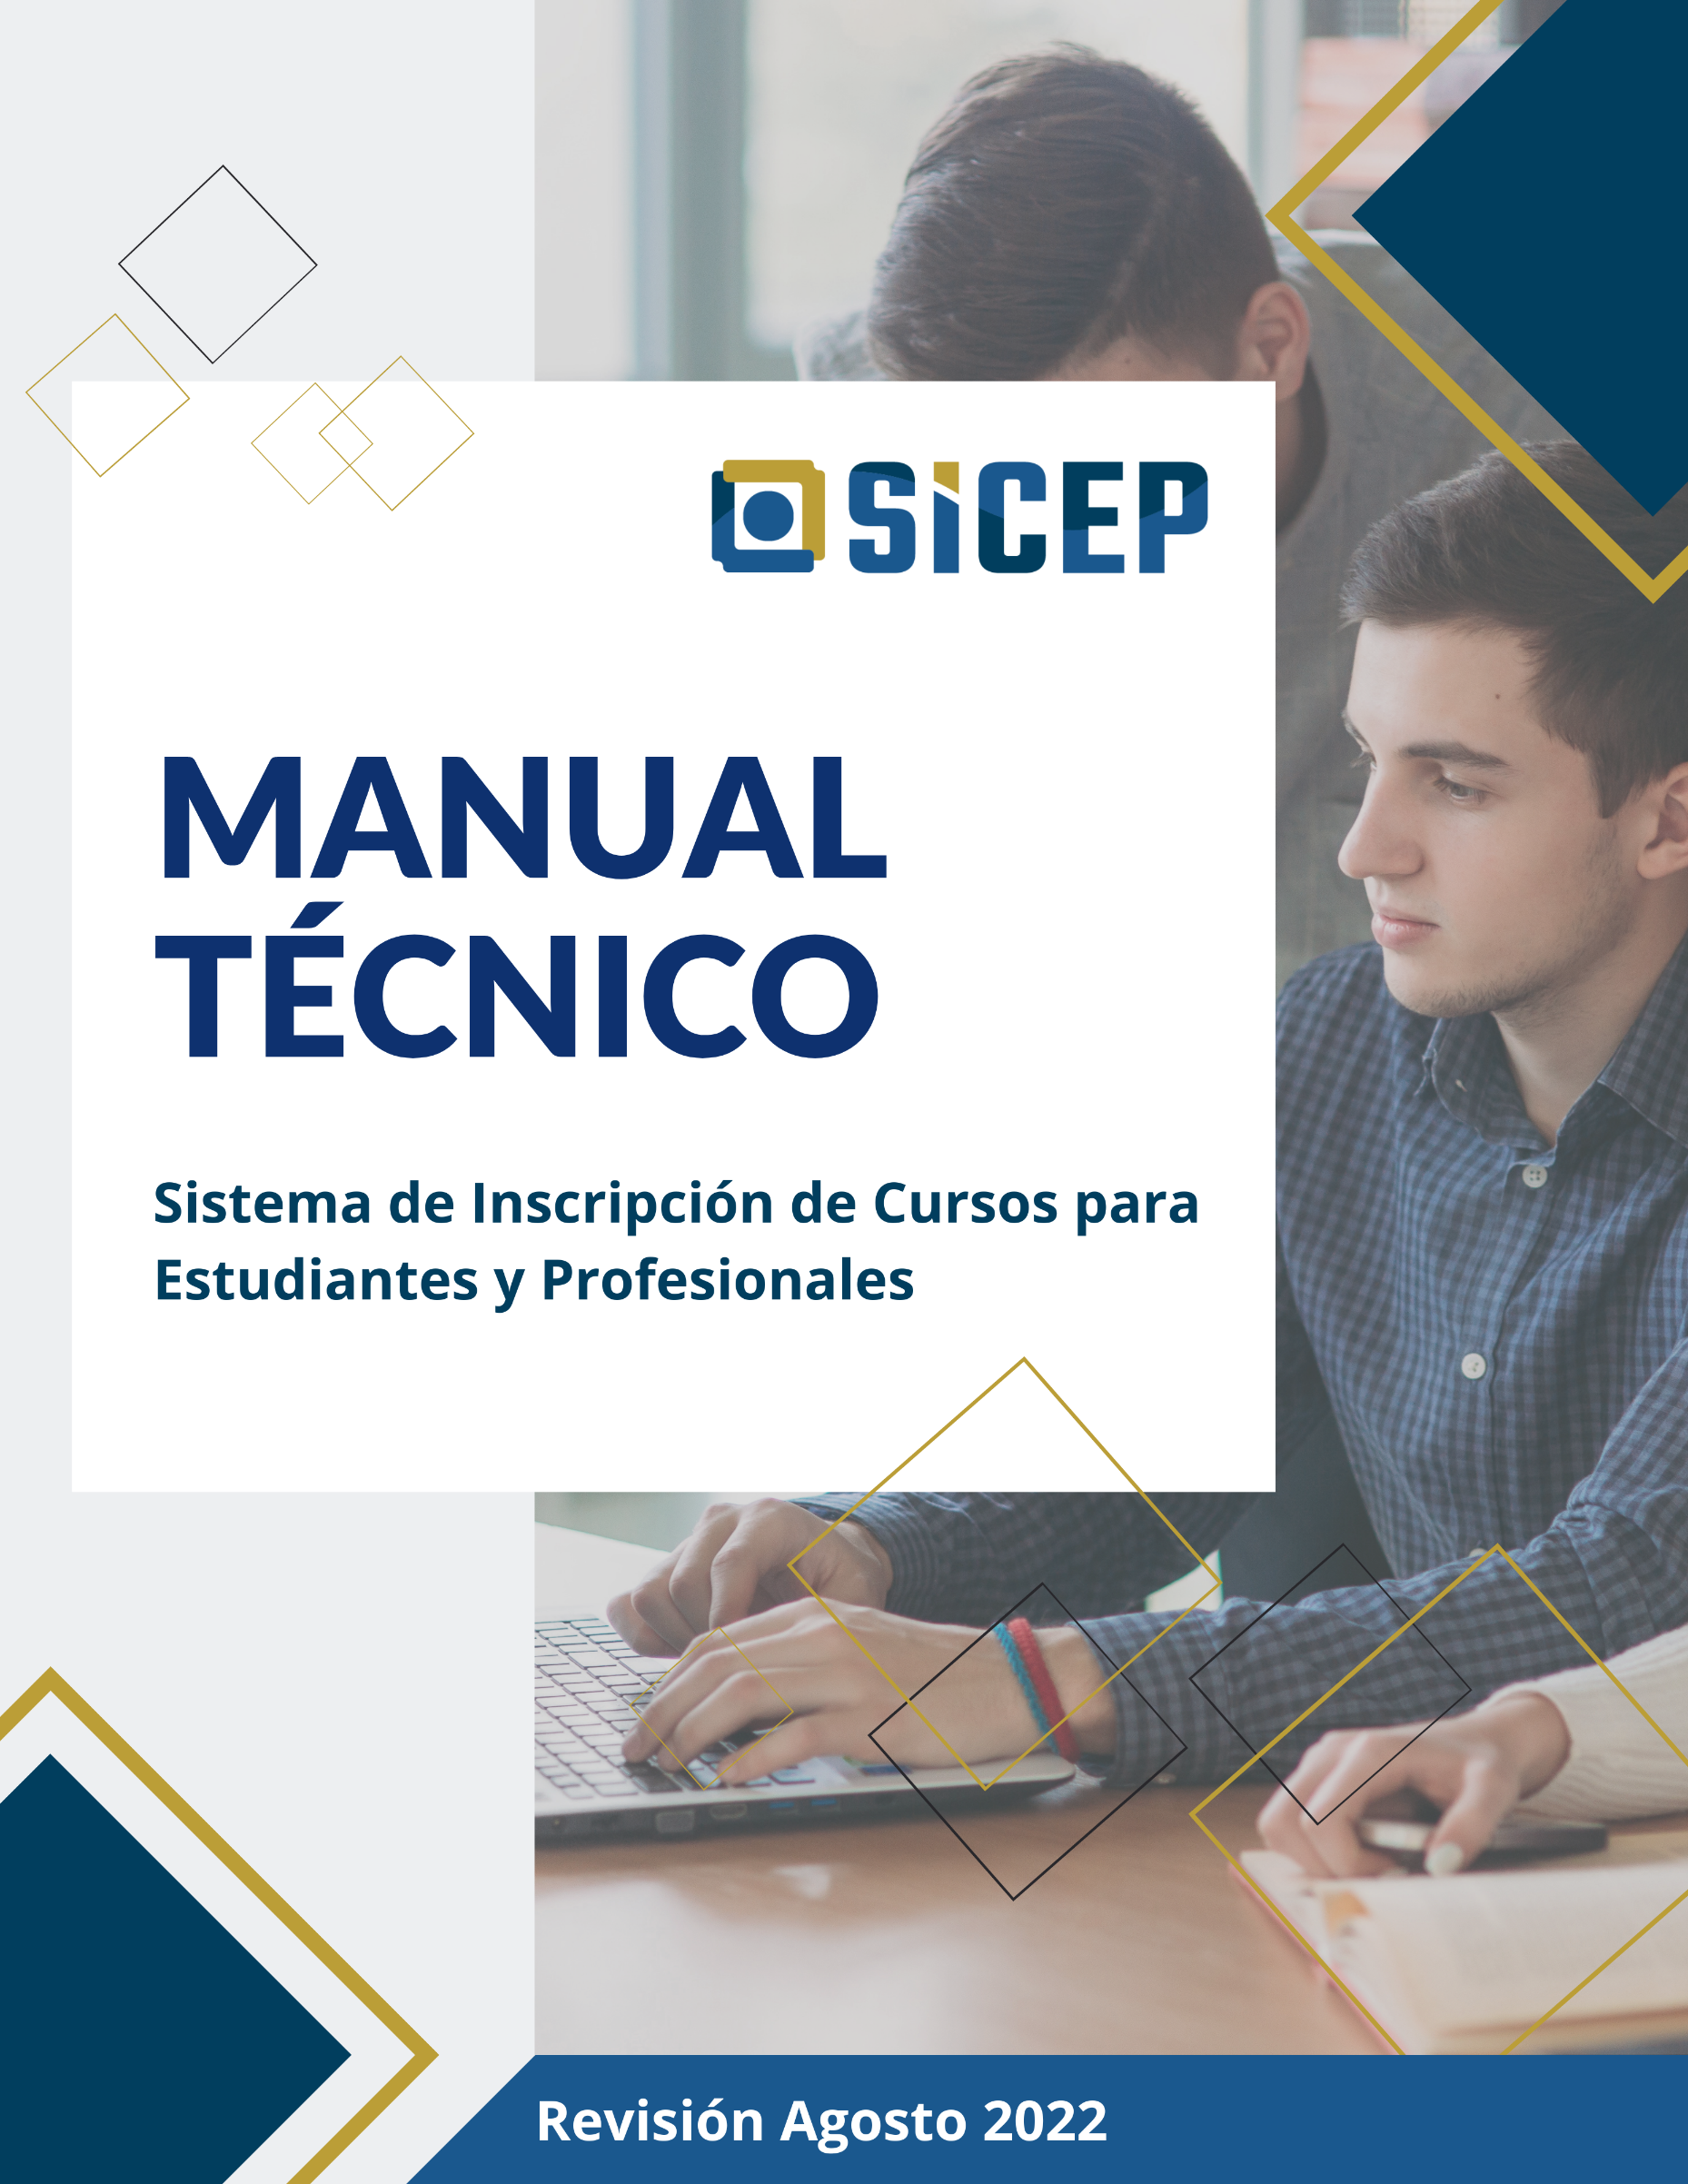 SiCEP
MANUAL
TÉCNICO
Sistema de Inscripción de Cursos para
Estudiantes y Profesionales
Revisión Agosto 2022